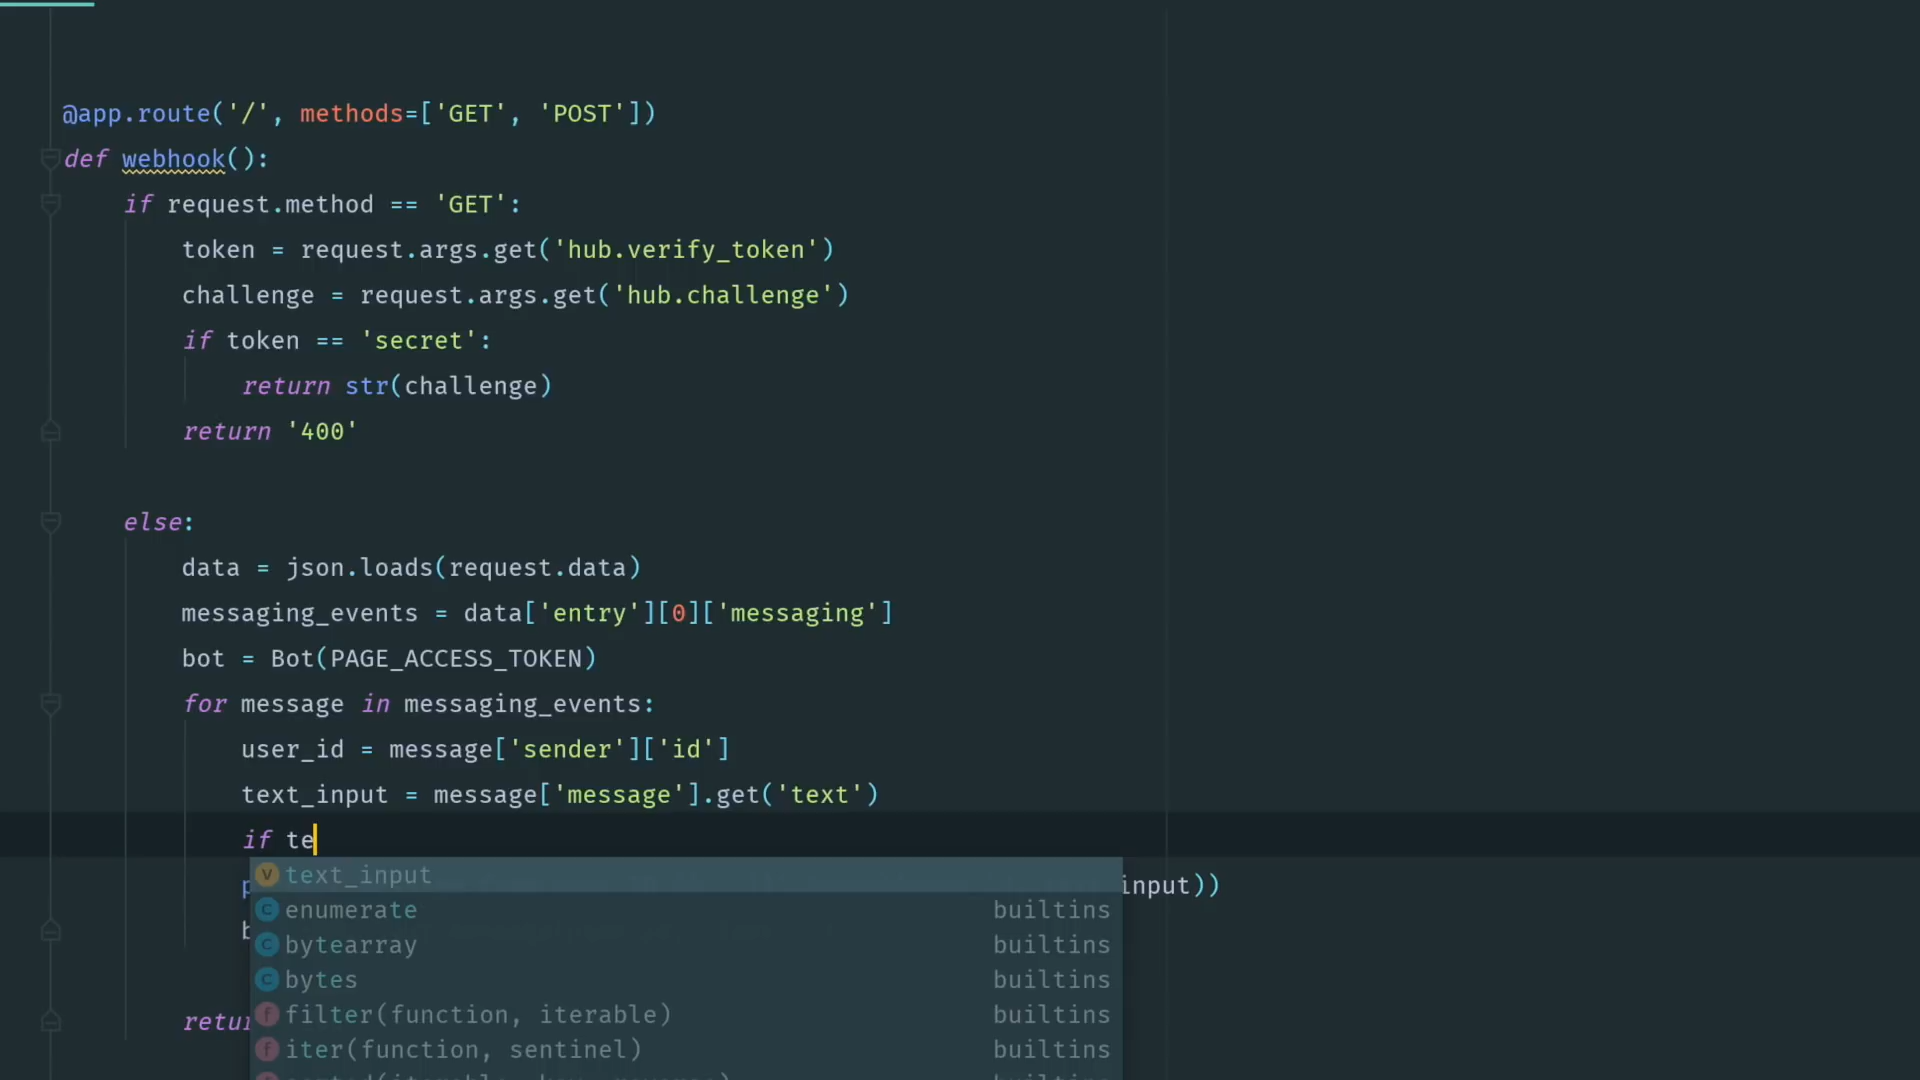 @app.route('/', methods=['GET', 'POST'])
def webhook():
if request.method == 'GET':
token = request.args.get('hub.verify_token')
challenge = request.args.get('hub.challenge')
if token == 'secret':
return str(challenge)
return '400'
else:
data = json.loads(request.data)
messaging_events = data['entry'][0]['messaging']
bot = Bot(PAGE_ACCESS_TOKEN)
for message in messaging_events:
user_id = message['sender']['id']
text_input = message['message'].get('text')
if te
v text_input
p input))
c enumerate builtins
b
c bytearray builtins
c bytes builtins
f filter(function, iterable) builtins
retur
f iter(function, sentinel) builtins